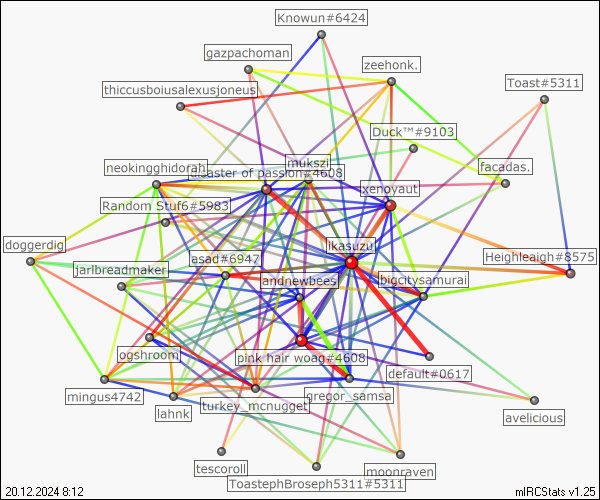 Knowun#6424
gazpachoman
zeehonk.
thiccusboiusalexusjoneus
Toast#5311
Duck™#9103
mukszi
neokingghidorah
master of passion#4608
facadas.
xenoyaut
Random Stuf6#5983
doggerdig
ikasuzu
asad#6947
Heighleaigh#8575
jarlbreadmaker
andnewbees
bigcitysamurai
ogshroom
pink hair woag#4608
default#0617
mingus4742
gregor_samsa
avelicious
lahnk
turkey_mcnugget
tescoroll
moonraven
ToastephBroseph5311#5311
20.12.2024 8:12
mIRCStats v1.25